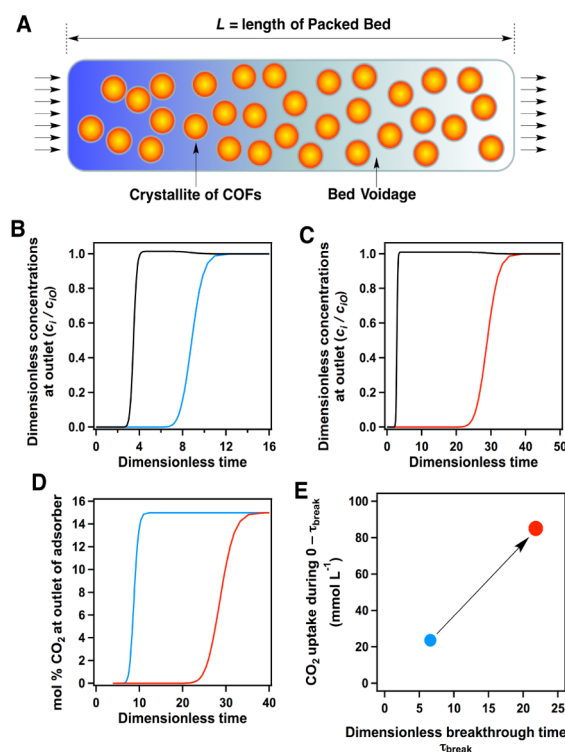 A
L = length of Packed Bed
Crystallite of COFs
Bed Voidage
B
Dimensionless concentrations
at outlet (ci / ciO)
1.0
0.8
0.6
0.4
0.2
0.0
0 4 8 12 16
Dimensionless time
C
Dimensionless concentrations
at outlet (ci / ciO)
1.0
0.8
0.6
0.4
0.2
0.0
0 10 20 30 40 50
Dimensionless time
D
mol % CO2 at outlet of adsorber
16
14
12
10
8
6
4
2
0
0 10 20 30 40
Dimensionless time
E
CO2 uptake during 0 – τbreak
(mmol L-1)
100
80
60
40
20
0
0 5 10 15 20 25
Dimensionless breakthrough time
τbreak